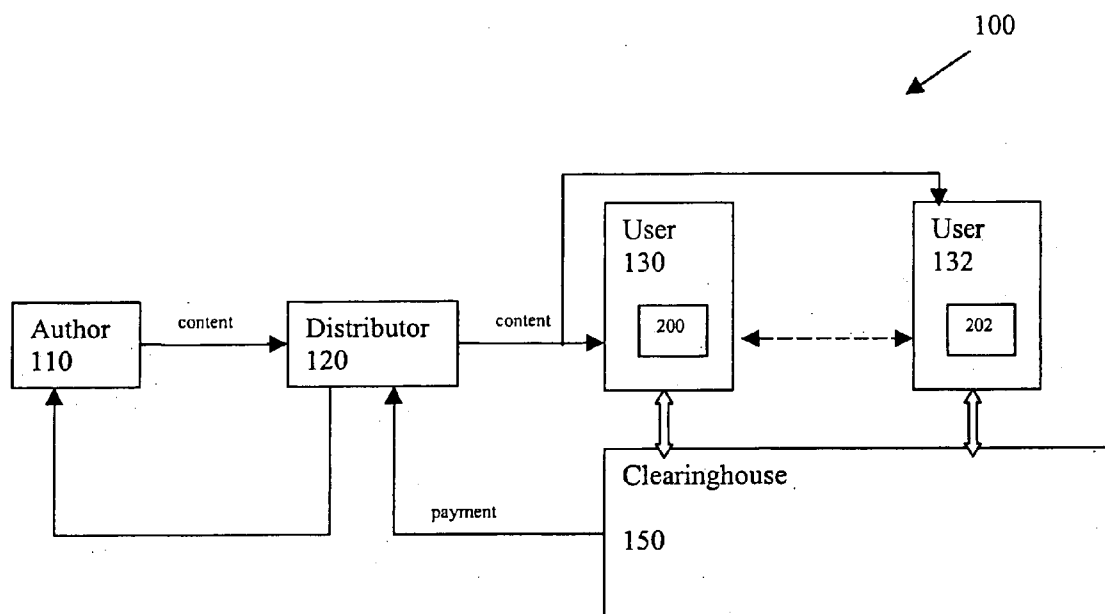 100
User
130
User
132
200
202
Author
110
content
Distributor
120
content
Clearinghouse
payment
150